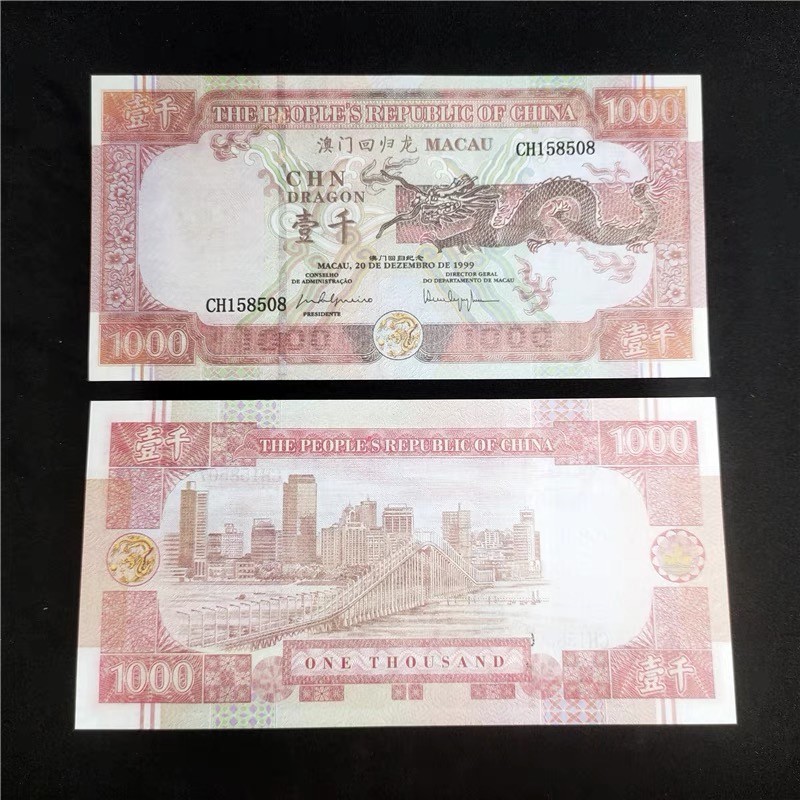 壹千 THE PEOPLE'S REPUBLIC OF CHINA 1000
澳门回归龙 MACAU
CH158508
CHN
DRAGON
壹千
澳门回归纪念
MACAU, 20 DE DEZEMBRO DE 1999
CONSELHO
DE ADMINISTRAÇÃO
DIRECTOR GERAL
DO DEPARTAMENTO DE MACAU
CH158508
PRESIDENTE
1000 1000 1000 壹千
壹千 THE PEOPLE'S REPUBLIC OF CHINA 1000
1000 ONE THOUSAND 壹千